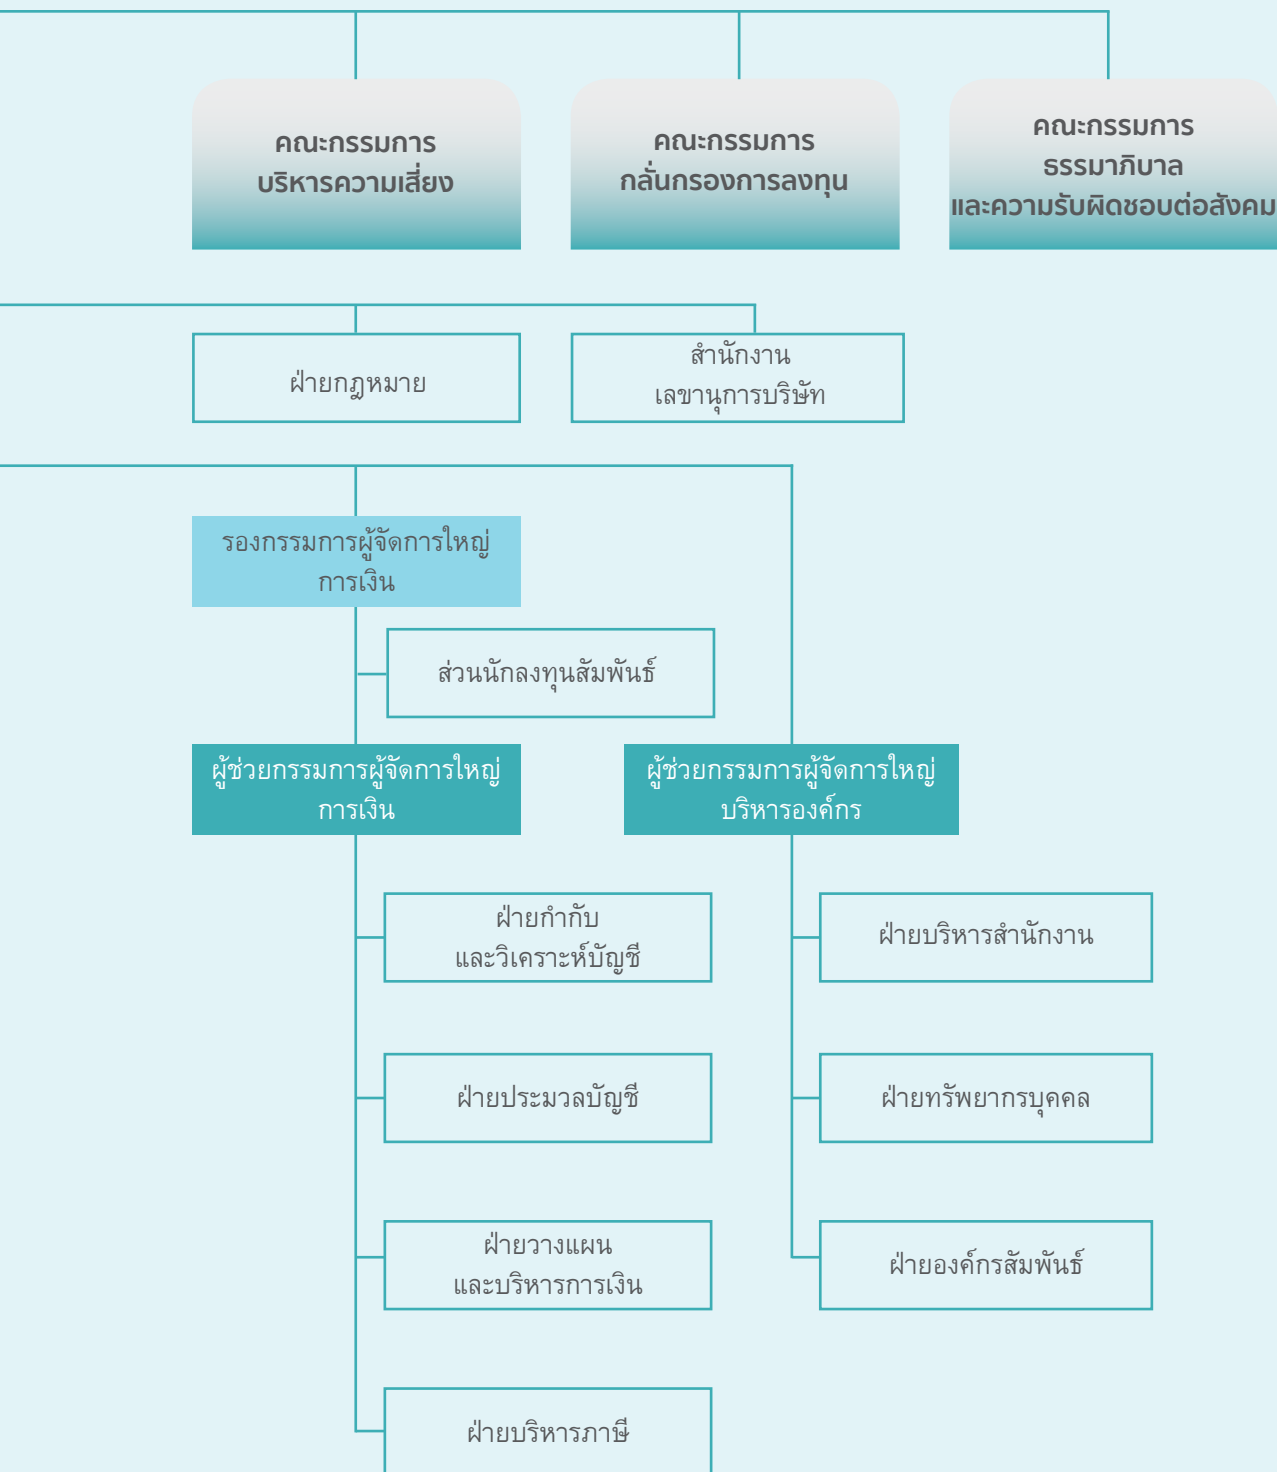 คณะกรรมการ
บริหารความเสี่ยง
คณะกรรมการ
กลั่นกรองการลงทุน
คณะกรรมการ
ธรรมาภิบาล
และความรับผิดชอบต่อสังคม
ฝ่ายกฎหมาย
สำนักงาน
เลขานุการบริษัท
รองกรรมการผู้จัดการใหญ่
การเงิน
ส่วนนักลงทุนสัมพันธ์
ผู้ช่วยกรรมการผู้จัดการใหญ่
การเงิน
ผู้ช่วยกรรมการผู้จัดการใหญ่
บริหารองค์กร
ฝ่ายกำกับ
และวิเคราะห์บัญชี
ฝ่ายบริหารสำนักงาน
ฝ่ายประมวลบัญชี
ฝ่ายทรัพยากรบุคคล
ฝ่ายวางแผน
และบริหารการเงิน
ฝ่ายองค์กรสัมพันธ์
ฝ่ายบริหารภาษี